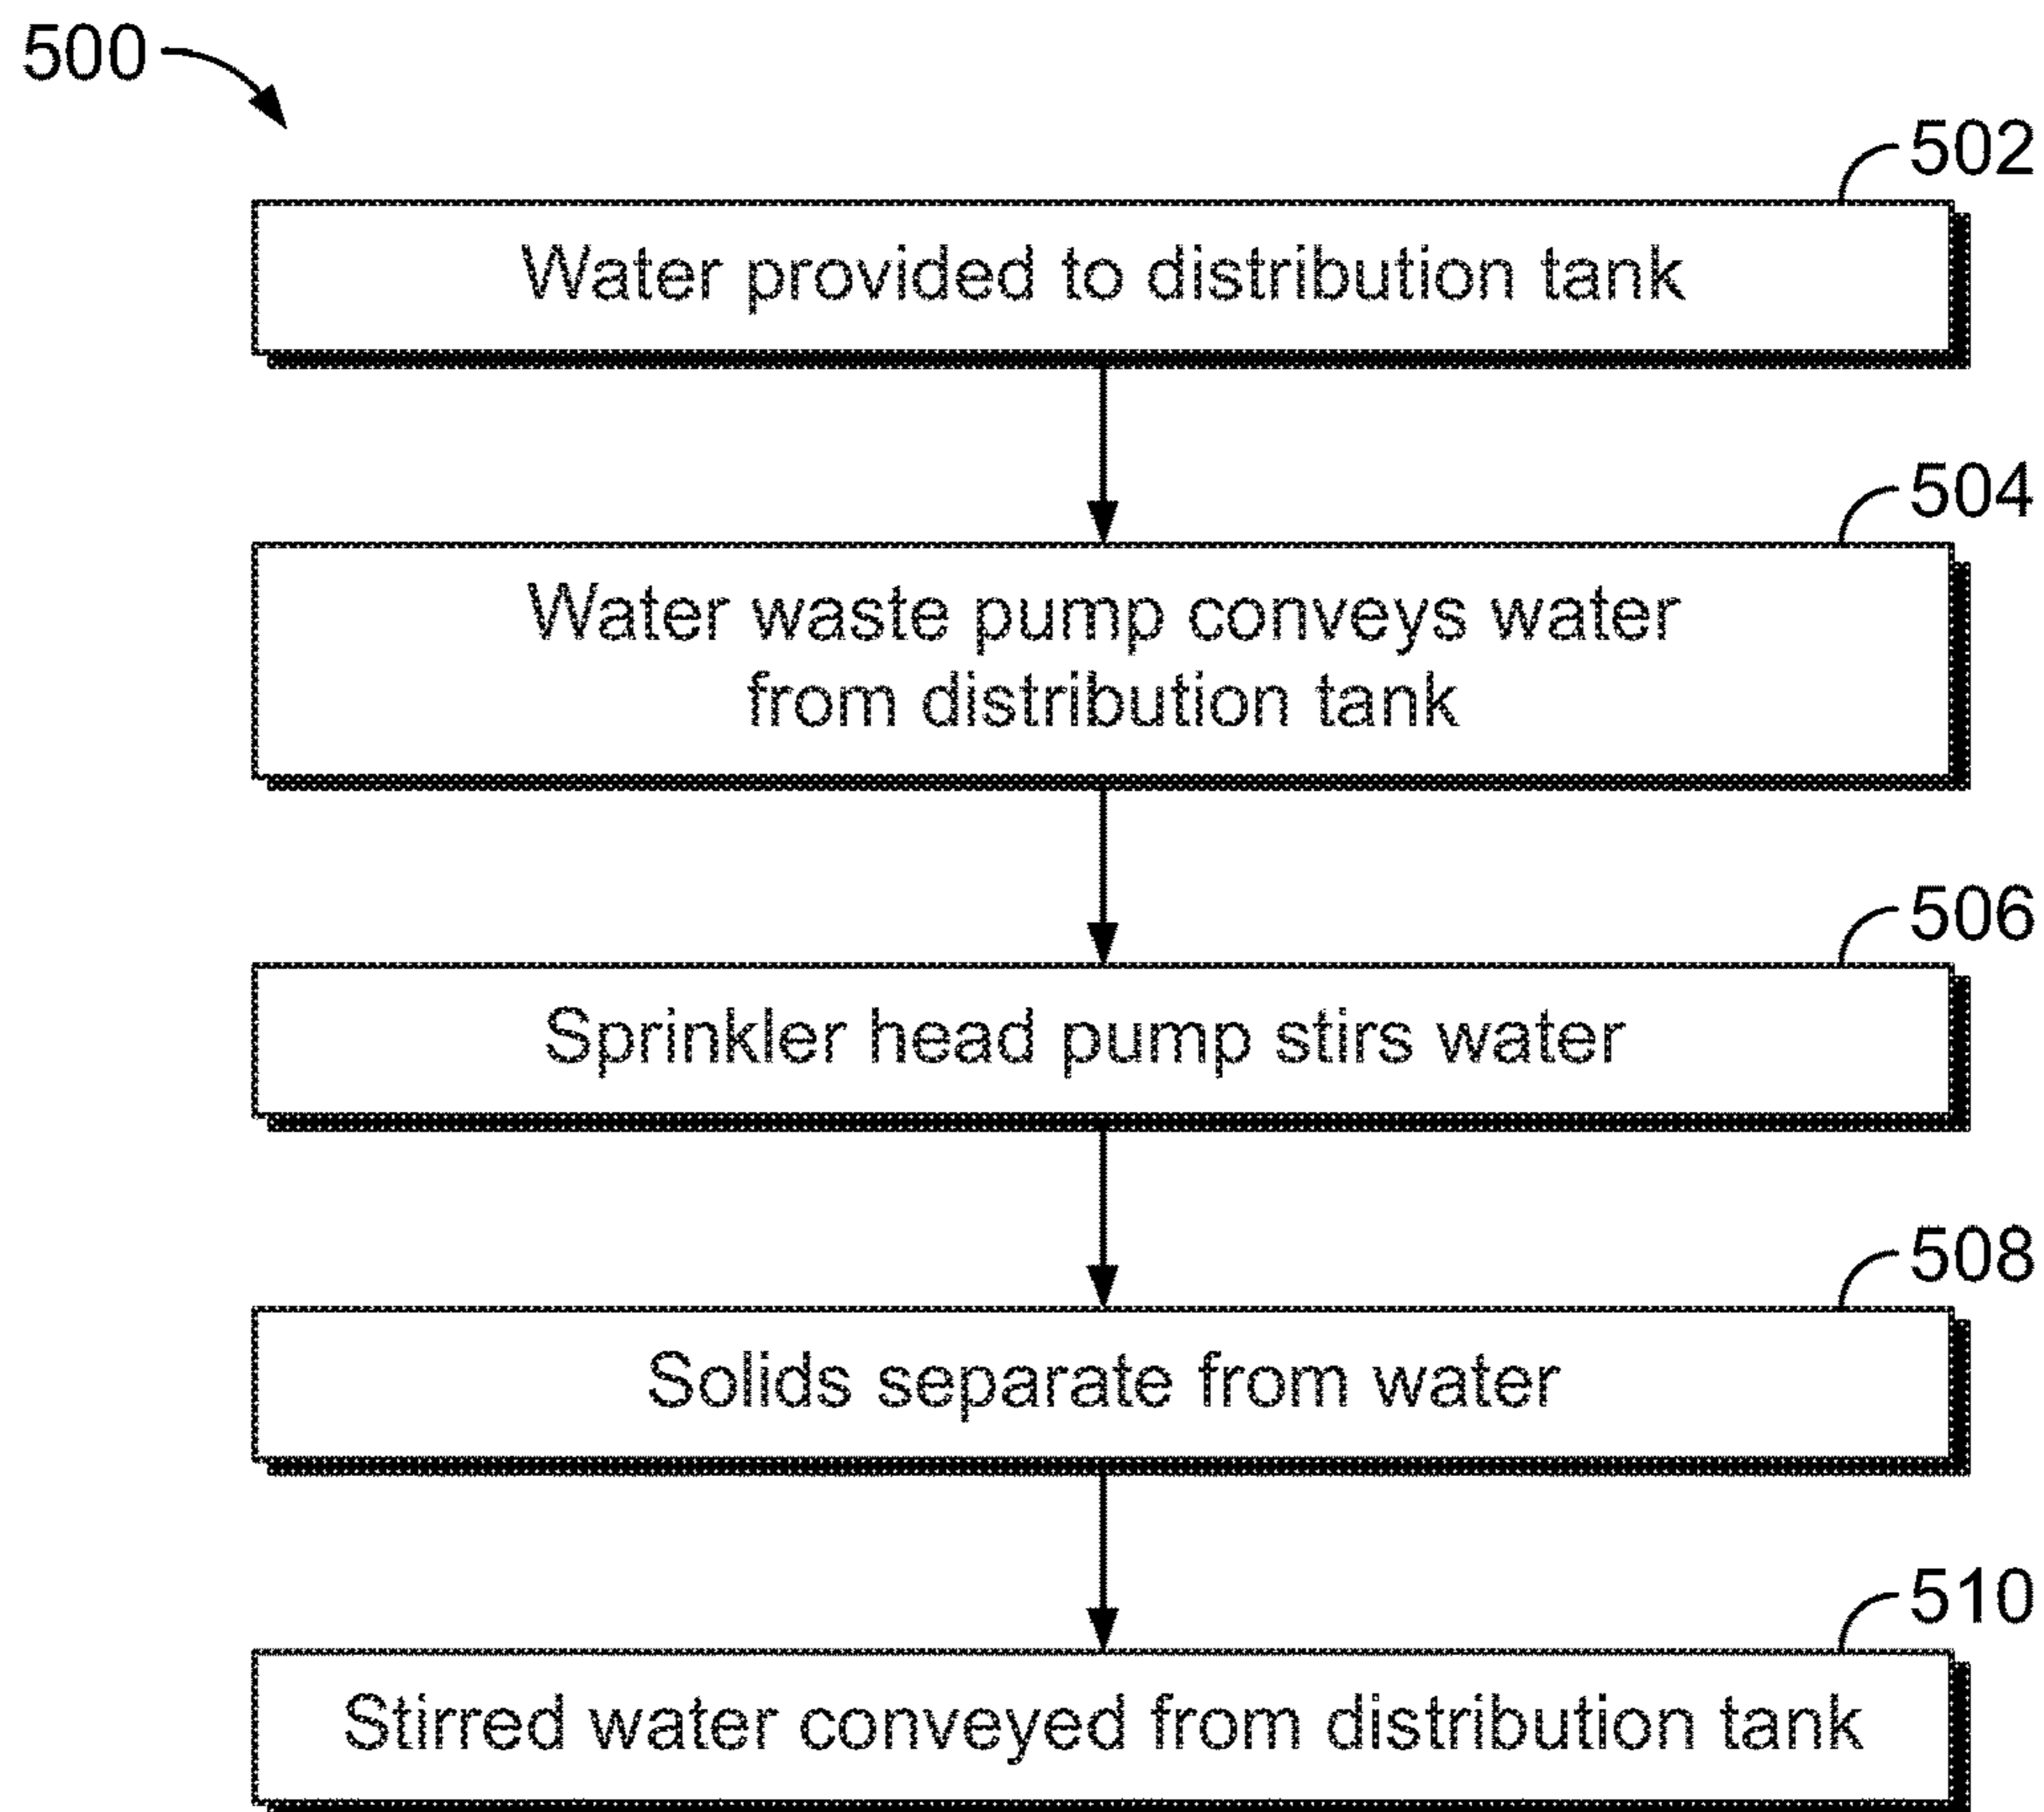 500
502
Water provided to distribution tank
504
Water waste pump conveys water
from distribution tank
506
Sprinkler head pump stirs water
508
Solids separate from water
510
Stirred water conveyed from distribution tank